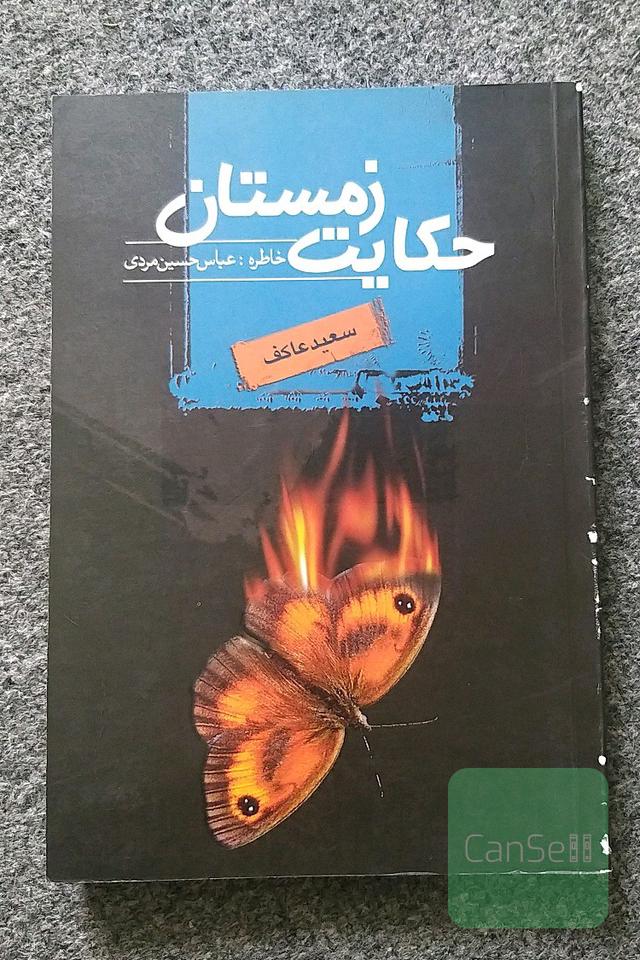 حکایت زمستان
خاطره : عباس حسین مردی
سعید عاکف
CanSell